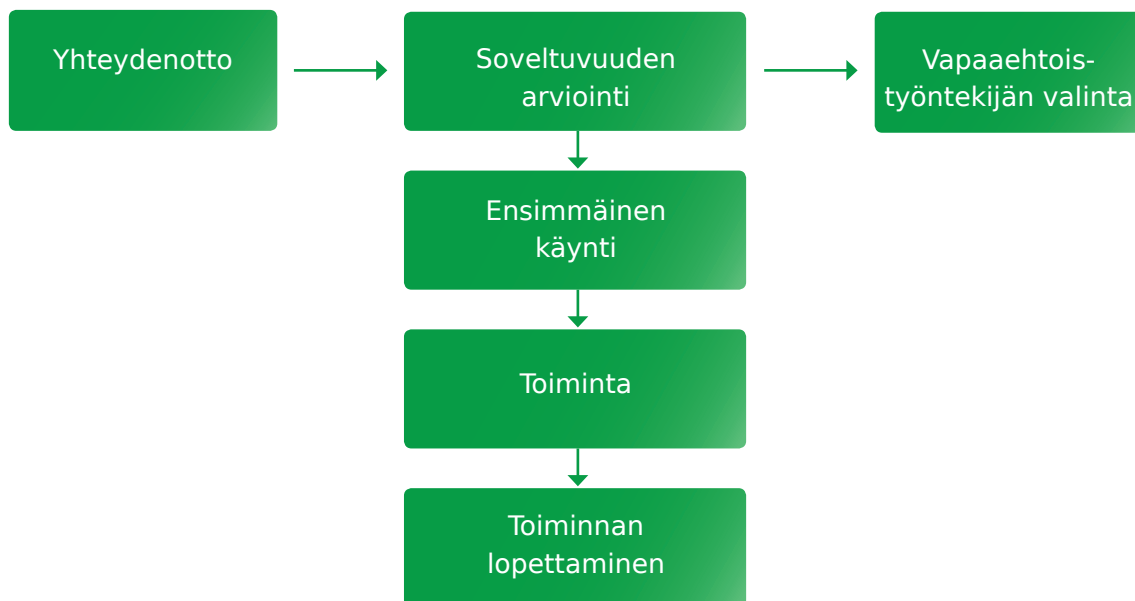 Yhteydenotto
Soveltuvuuden
arviointi
Vapaaehtois-
työntekijän valinta
Ensimmäinen
käynti
Toiminta
Toiminnan
lopettaminen